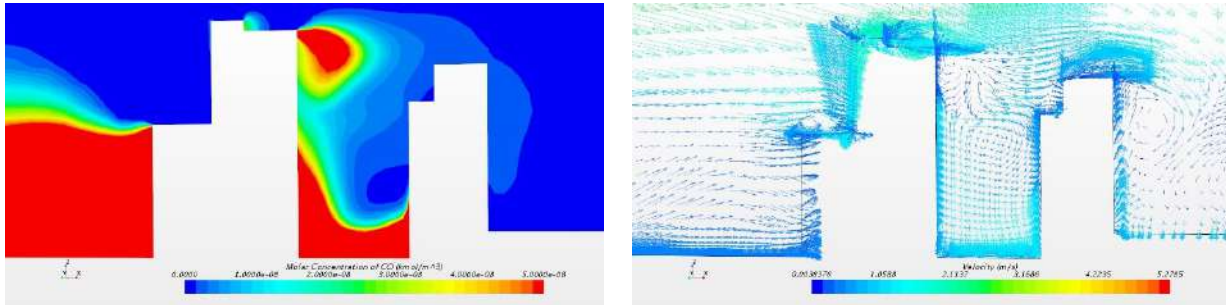 Molar Concentration of CO (kmol/m^3)
0.0000 1.0000e-08 2.0000e-08 3.0000e-08 4.0000e-08 5.0000e-08
Z
Y X
Velocity (m/s)
0.0038378 1.0588 2.1137 3.1686 4.2235 5.2785
Z
Y X